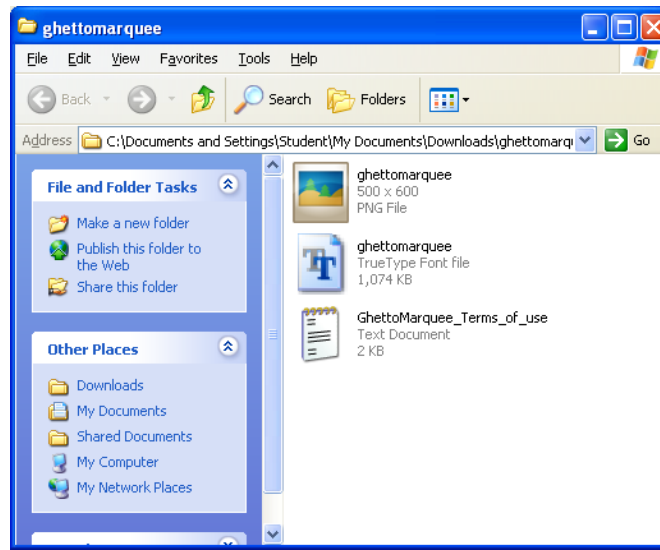 ghettomarquee
File Edit View Favorites Tools Help
Back Search Folders
Address C:\Documents and Settings\Student\My Documents\Downloads\ghettomarqu Go
File and Folder Tasks
Make a new folder
Publish this folder to
the Web
Share this folder
Other Places
Downloads
My Documents
Shared Documents
My Computer
My Network Places
ghettomarquee
500 x 600
PNG File
ghettomarquee
TrueType Font file
1,074 KB
GhettoMarquee_Terms_of_use
Text Document
2 KB